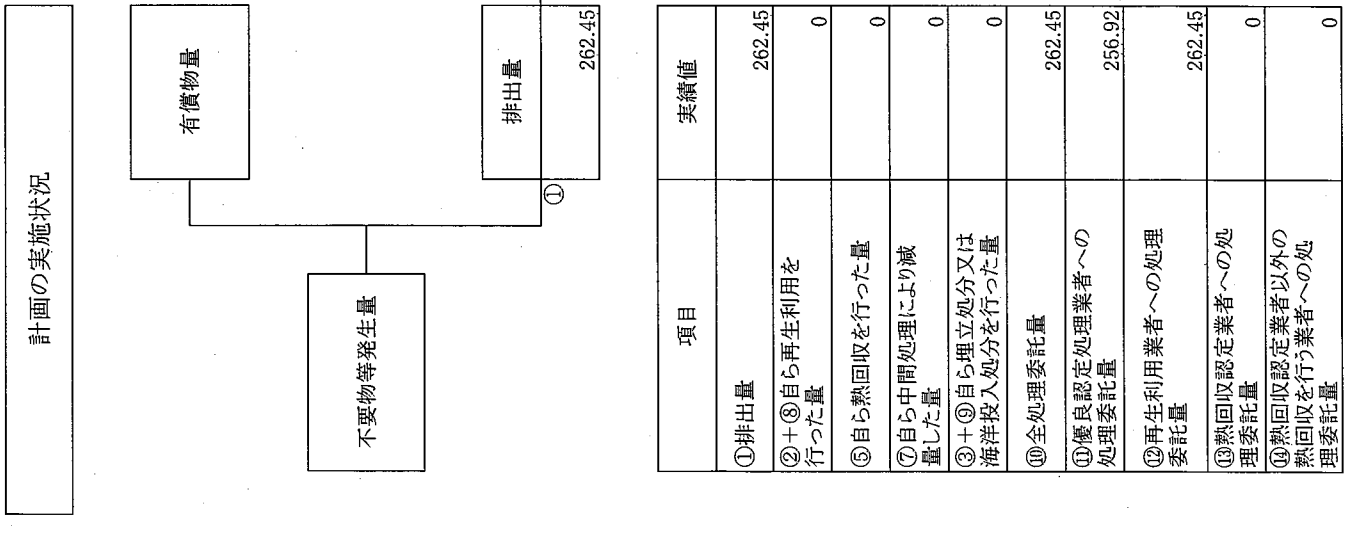 計画の実施状況
有償物量
不要物等発生量
①
排出量
262.45
項目
実績値
①排出量
262.45
②+⑧自ら再生利用を
行った量
0
⑤自ら熱回収を行った量
0
⑦自ら中間処理により減
量した量
0
③+⑨自ら埋立処分又は
海洋投入処分を行った量
0
⑩全処理委託量
262.45
⑪優良認定処理業者への
処理委託量
256.92
⑫再生利用業者への処理
委託量
262.45
⑬熱回収認定業者への処
理委託量
0
⑭熱回収認定業者以外の
熱回収を行う業者への処
理委託量
0